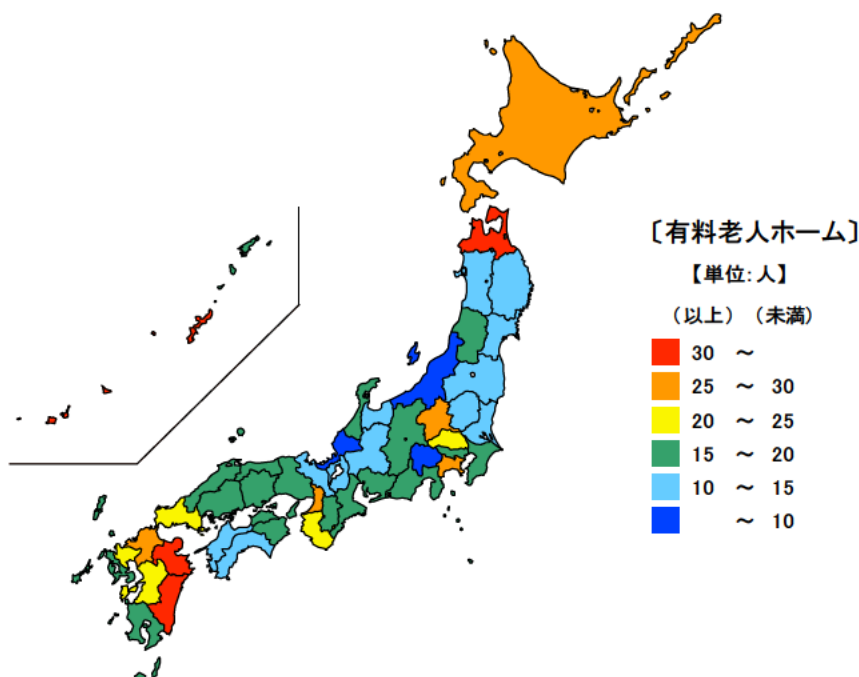 〔有料老人ホーム〕
【単位:人】
（以上）（未満）
30 ～
25 ～ 30
20 ～ 25
15 ～ 20
10 ～ 15
～ 10